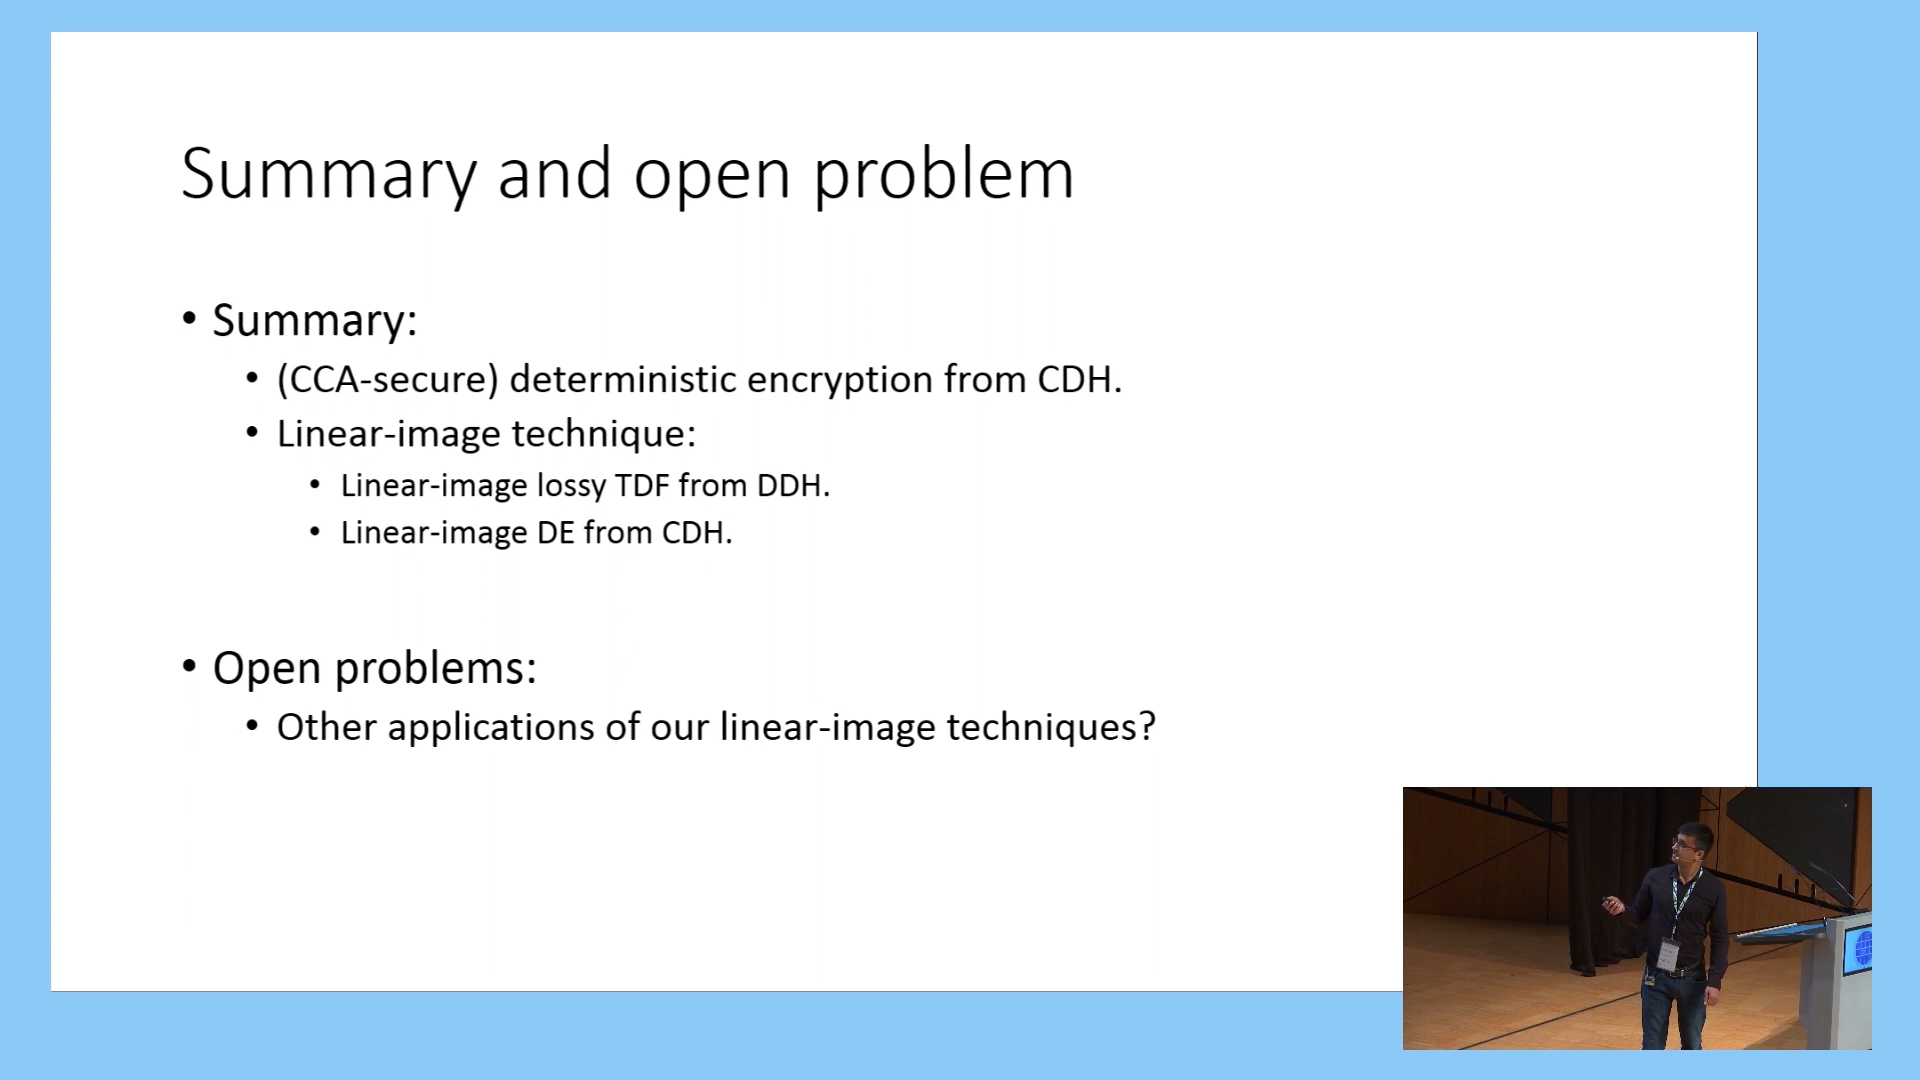 Summary and open problem
• Summary:
• (CCA-secure) deterministic encryption from CDH.
• Linear-image technique:
• Linear-image lossy TDF from DDH.
• Linear-image DE from CDH.
• Open problems:
• Other applications of our linear-image techniques?